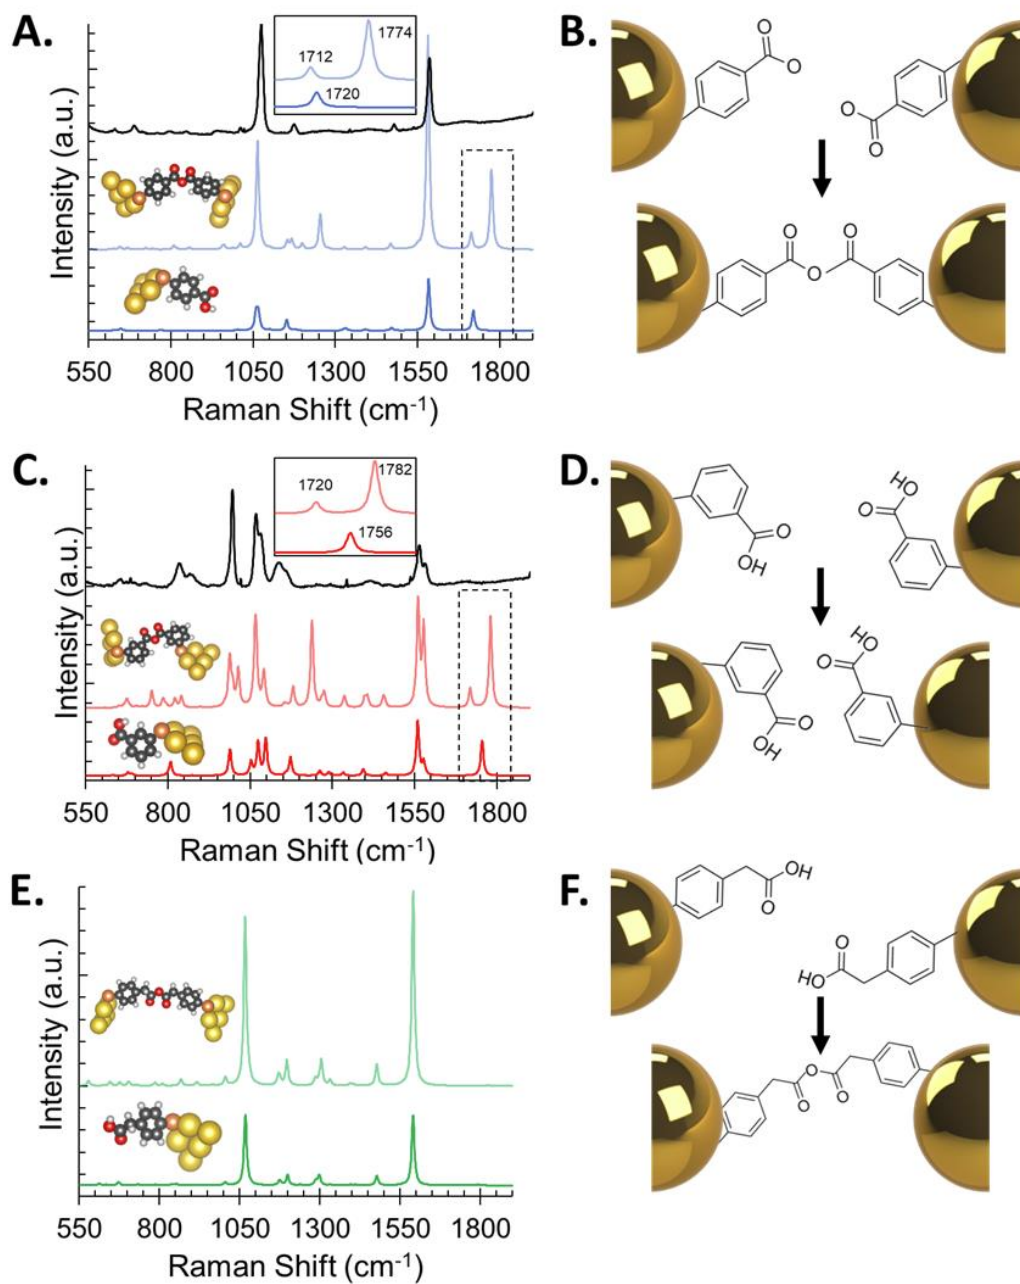 A.
Intensity (a.u.)
1712
1774
1720
550 800 1050 1300 1550 1800
Raman Shift (cm-1)
B.
O
O
O
O
O O
O
C.
Intensity (a.u.)
1720
1782
1756
550 800 1050 1300 1550 1800
Raman Shift (cm-1)
D.
O
OH
HO
O
HO
O
O
OH
E.
Intensity (a.u.)
550 800 1050 1300 1550 1800
Raman Shift (cm-1)
F.
OH
O
O
HO
O
O
O